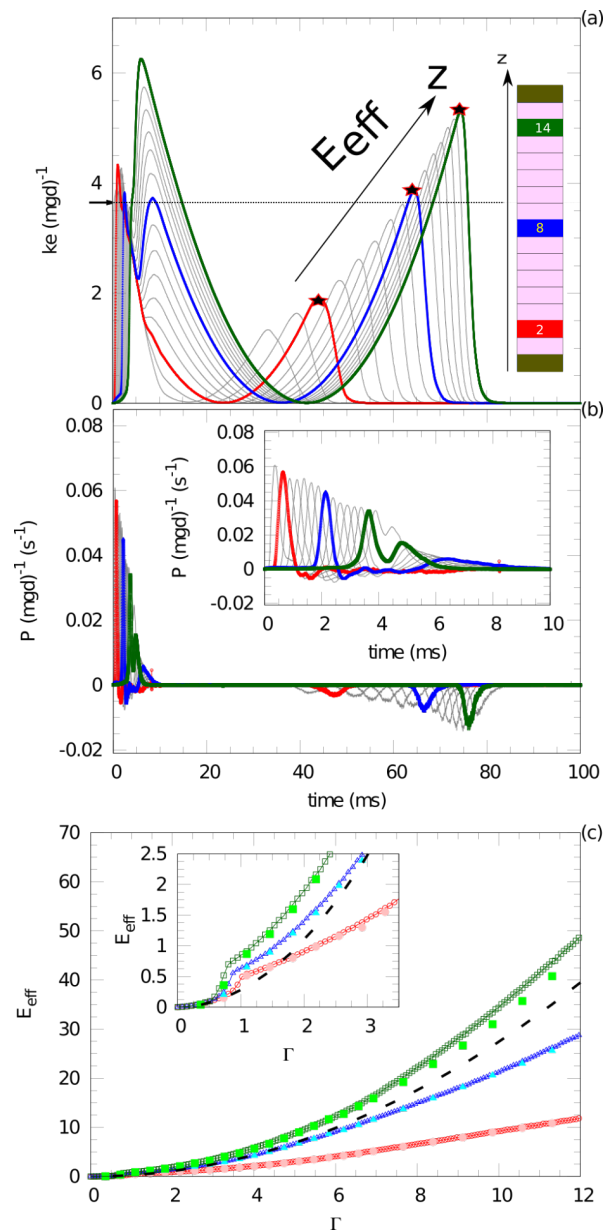 (a)
6
4
2
0
ke (mgd)⁻¹
Eeff
z
z
14
8
2
(b)
0.08
0.06
0.04
0.02
0
-0.02
P (mgd)⁻¹ (s⁻¹)
0 20 40 60 80 100
time (ms)
0.08
0.06
0.04
0.02
0
-0.02
P (mgd)⁻¹ (s⁻¹)
0 2 4 6 8 10
time (ms)
(c)
70
60
50
40
30
20
10
0
E_eff
0 2 4 6 8 10 12
Γ
2.5
2
1.5
1
0.5
0
E_eff
0 1 2 3
Γ